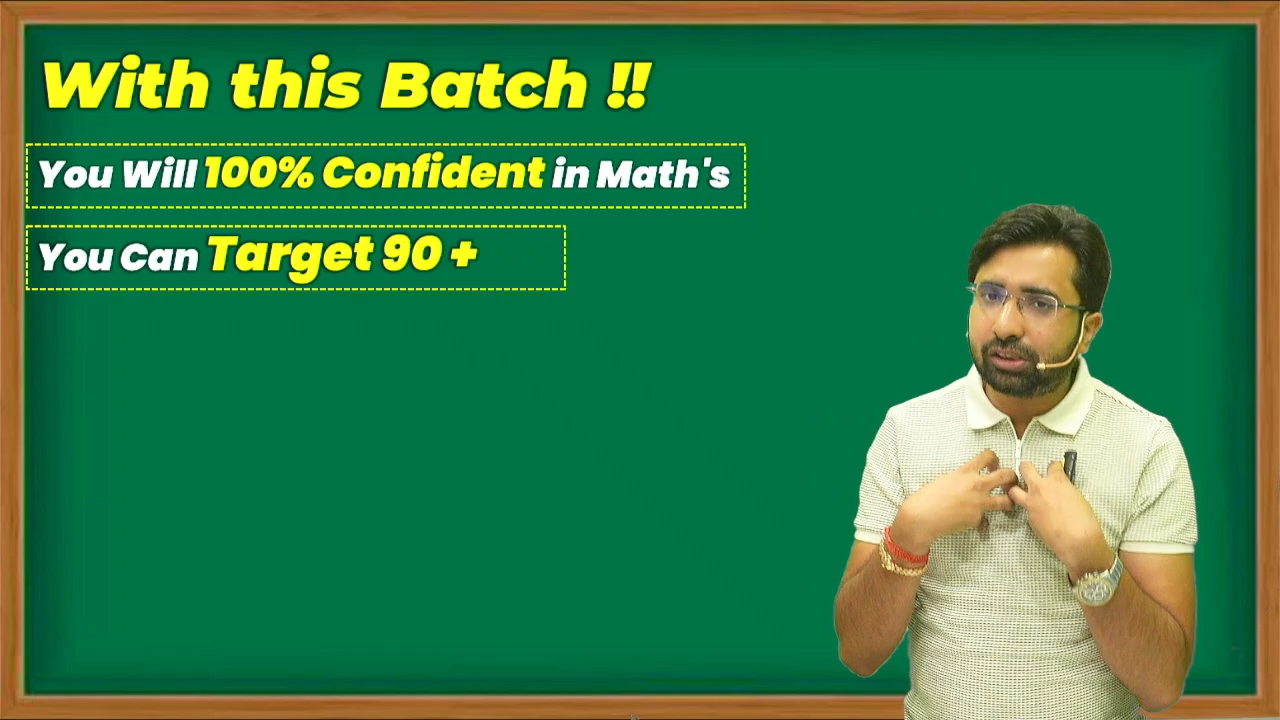 With this Batch !!
You Will 100% Confident in Math's
You Can Target 90 +